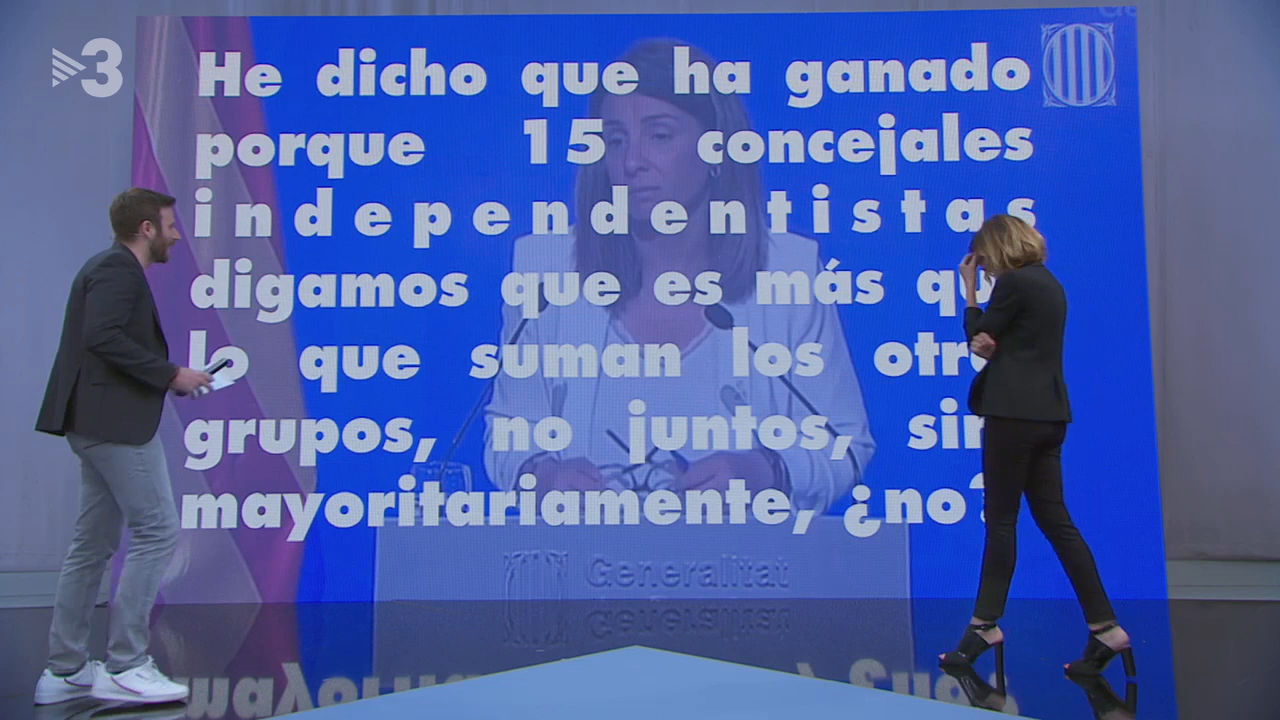 3
He dicho que ha ganado
porque 15 concejales
independentistas
digamos que es más
lo que suman los
grupos, no juntos,
mayoritariamente, ¿no?
Generalitat